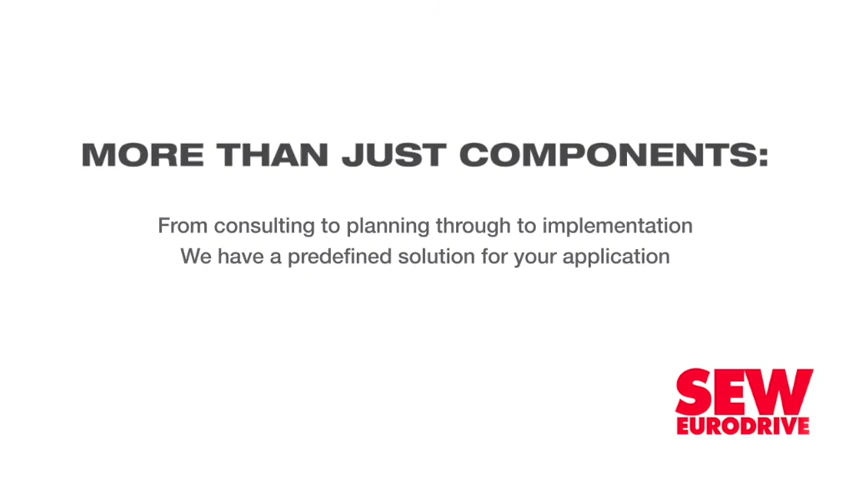 MORE THAN JUST COMPONENTS:
From consulting to planning through to implementation
We have a predefined solution for your application
SEW
EURODRIVE